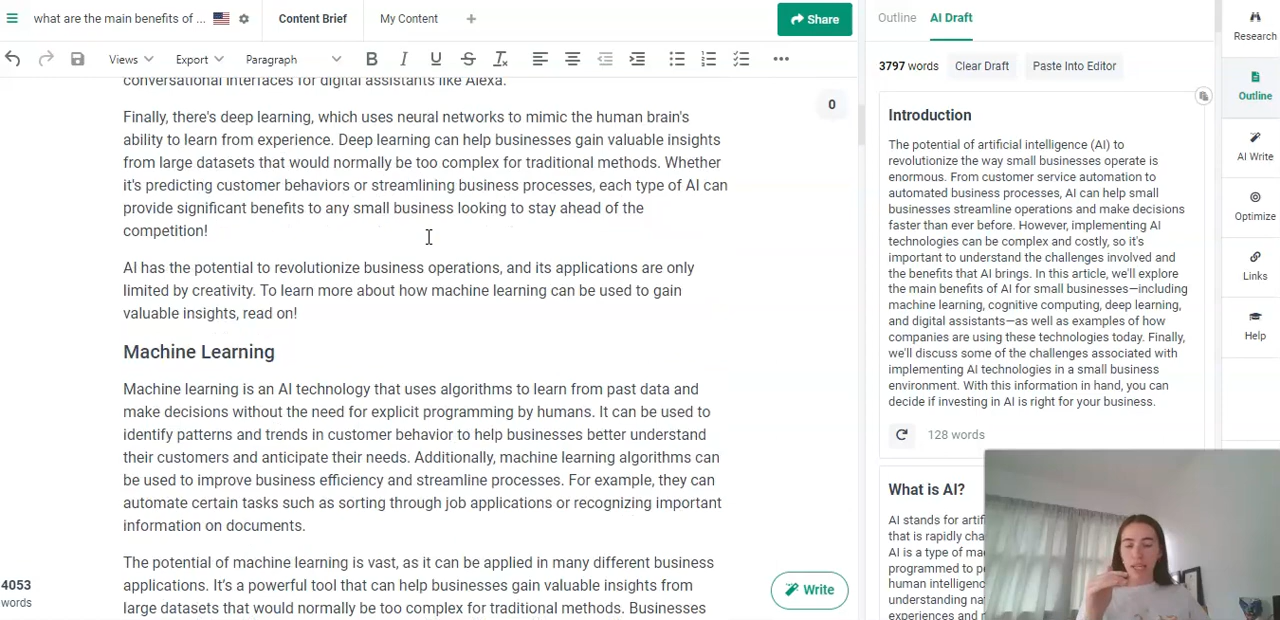 what are the main benefits of ...
Content Brief
My Content
Share
Outline
AI Draft
Research
Views
Export
Paragraph
B
I
U
S
3797 words
Clear Draft
Paste Into Editor
Outline
conversational interfaces for digital assistants like Alexa.
Finally, there's deep learning, which uses neural networks to mimic the human brain's
ability to learn from experience. Deep learning can help businesses gain valuable insights
from large datasets that would normally be too complex for traditional methods. Whether
it's predicting customer behaviors or streamlining business processes, each type of AI can
provide significant benefits to any small business looking to stay ahead of the
competition!
AI has the potential to revolutionize business operations, and its applications are only
limited by creativity. To learn more about how machine learning can be used to gain
valuable insights, read on!
Machine Learning
Machine learning is an AI technology that uses algorithms to learn from past data and
make decisions without the need for explicit programming by humans. It can be used to
identify patterns and trends in customer behavior to help businesses better understand
their customers and anticipate their needs. Additionally, machine learning algorithms can
be used to improve business efficiency and streamline processes. For example, they can
automate certain tasks such as sorting through job applications or recognizing important
information on documents.
The potential of machine learning is vast, as it can be applied in many different business
applications. It's a powerful tool that can help businesses gain valuable insights from
large datasets that would normally be too complex for traditional methods. Businesses
0
4053
words
Write
Introduction
The potential of artificial intelligence (AI) to
revolutionize the way small businesses operate is
enormous. From customer service automation to
automated business processes, AI can help small
businesses streamline operations and make decisions
faster than ever before. However, implementing AI
technologies can be complex and costly, so it's
important to understand the challenges involved and
the benefits that AI brings. In this article, we'll explore
the main benefits of AI for small businesses—including
machine learning, cognitive computing, deep learning,
and digital assistants—as well as examples of how
companies are using these technologies today. Finally,
we'll discuss some of the challenges associated with
implementing AI technologies in a small business
environment. With this information in hand, you can
decide if investing in AI is right for your business.
128 words
What is AI?
AI stands for artif
that is rapidly cha
AI is a type of ma
programmed to p
human intelligenc
understanding na
experiences and
AI Write
Optimize
Links
Help